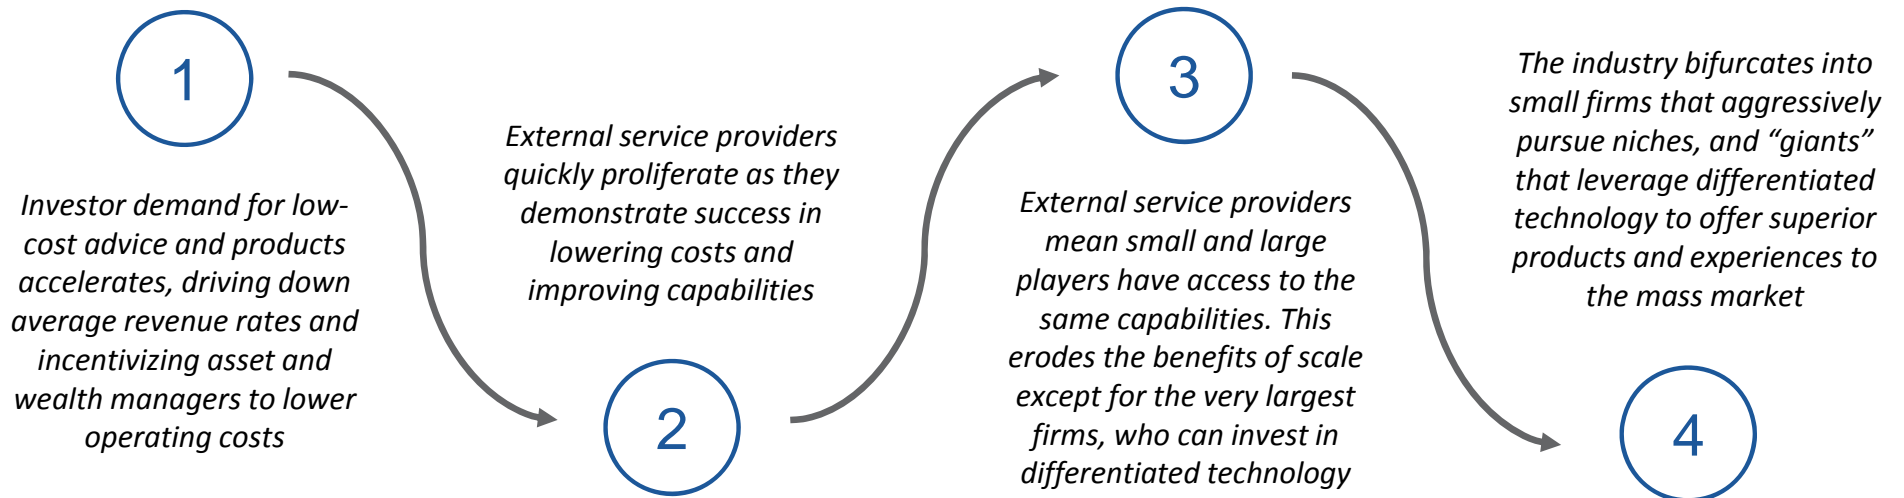 1
Investor demand for low-
cost advice and products
accelerates, driving down
average revenue rates and
incentivizing asset and
wealth managers to lower
operating costs
External service providers
quickly proliferate as they
demonstrate success in
lowering costs and
improving capabilities
2
3
External service providers
mean small and large
players have access to the
same capabilities. This
erodes the benefits of scale
except for the very largest
firms, who can invest in
differentiated technology
The industry bifurcates into
small firms that aggressively
pursue niches, and “giants”
that leverage differentiated
technology to offer superior
products and experiences to
the mass market
4